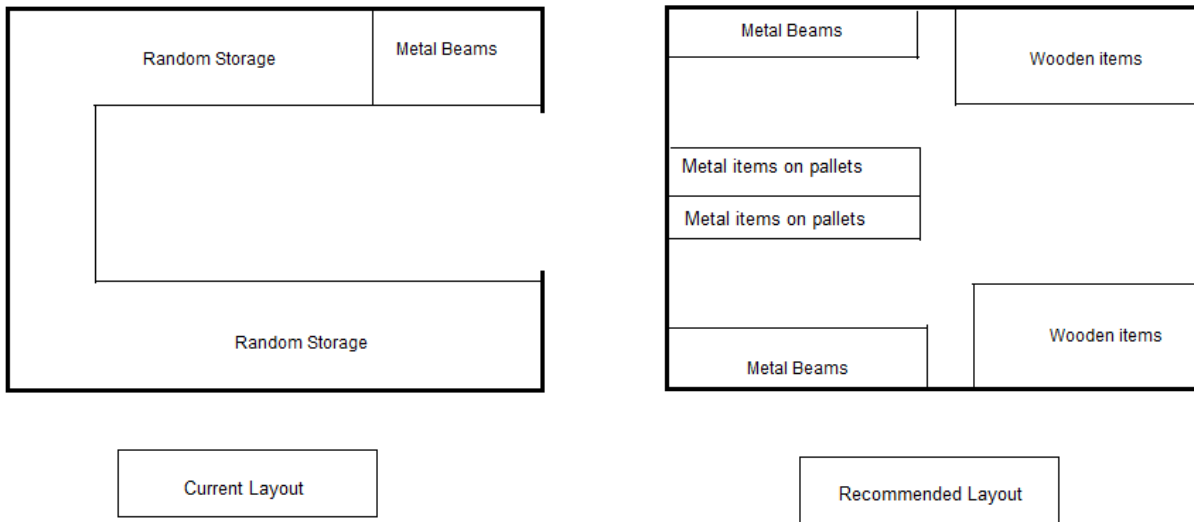 Random Storage
Metal Beams
Random Storage
Current Layout
Metal Beams
Wooden items
Metal items on pallets
Metal items on pallets
Metal Beams
Wooden items
Recommended Layout